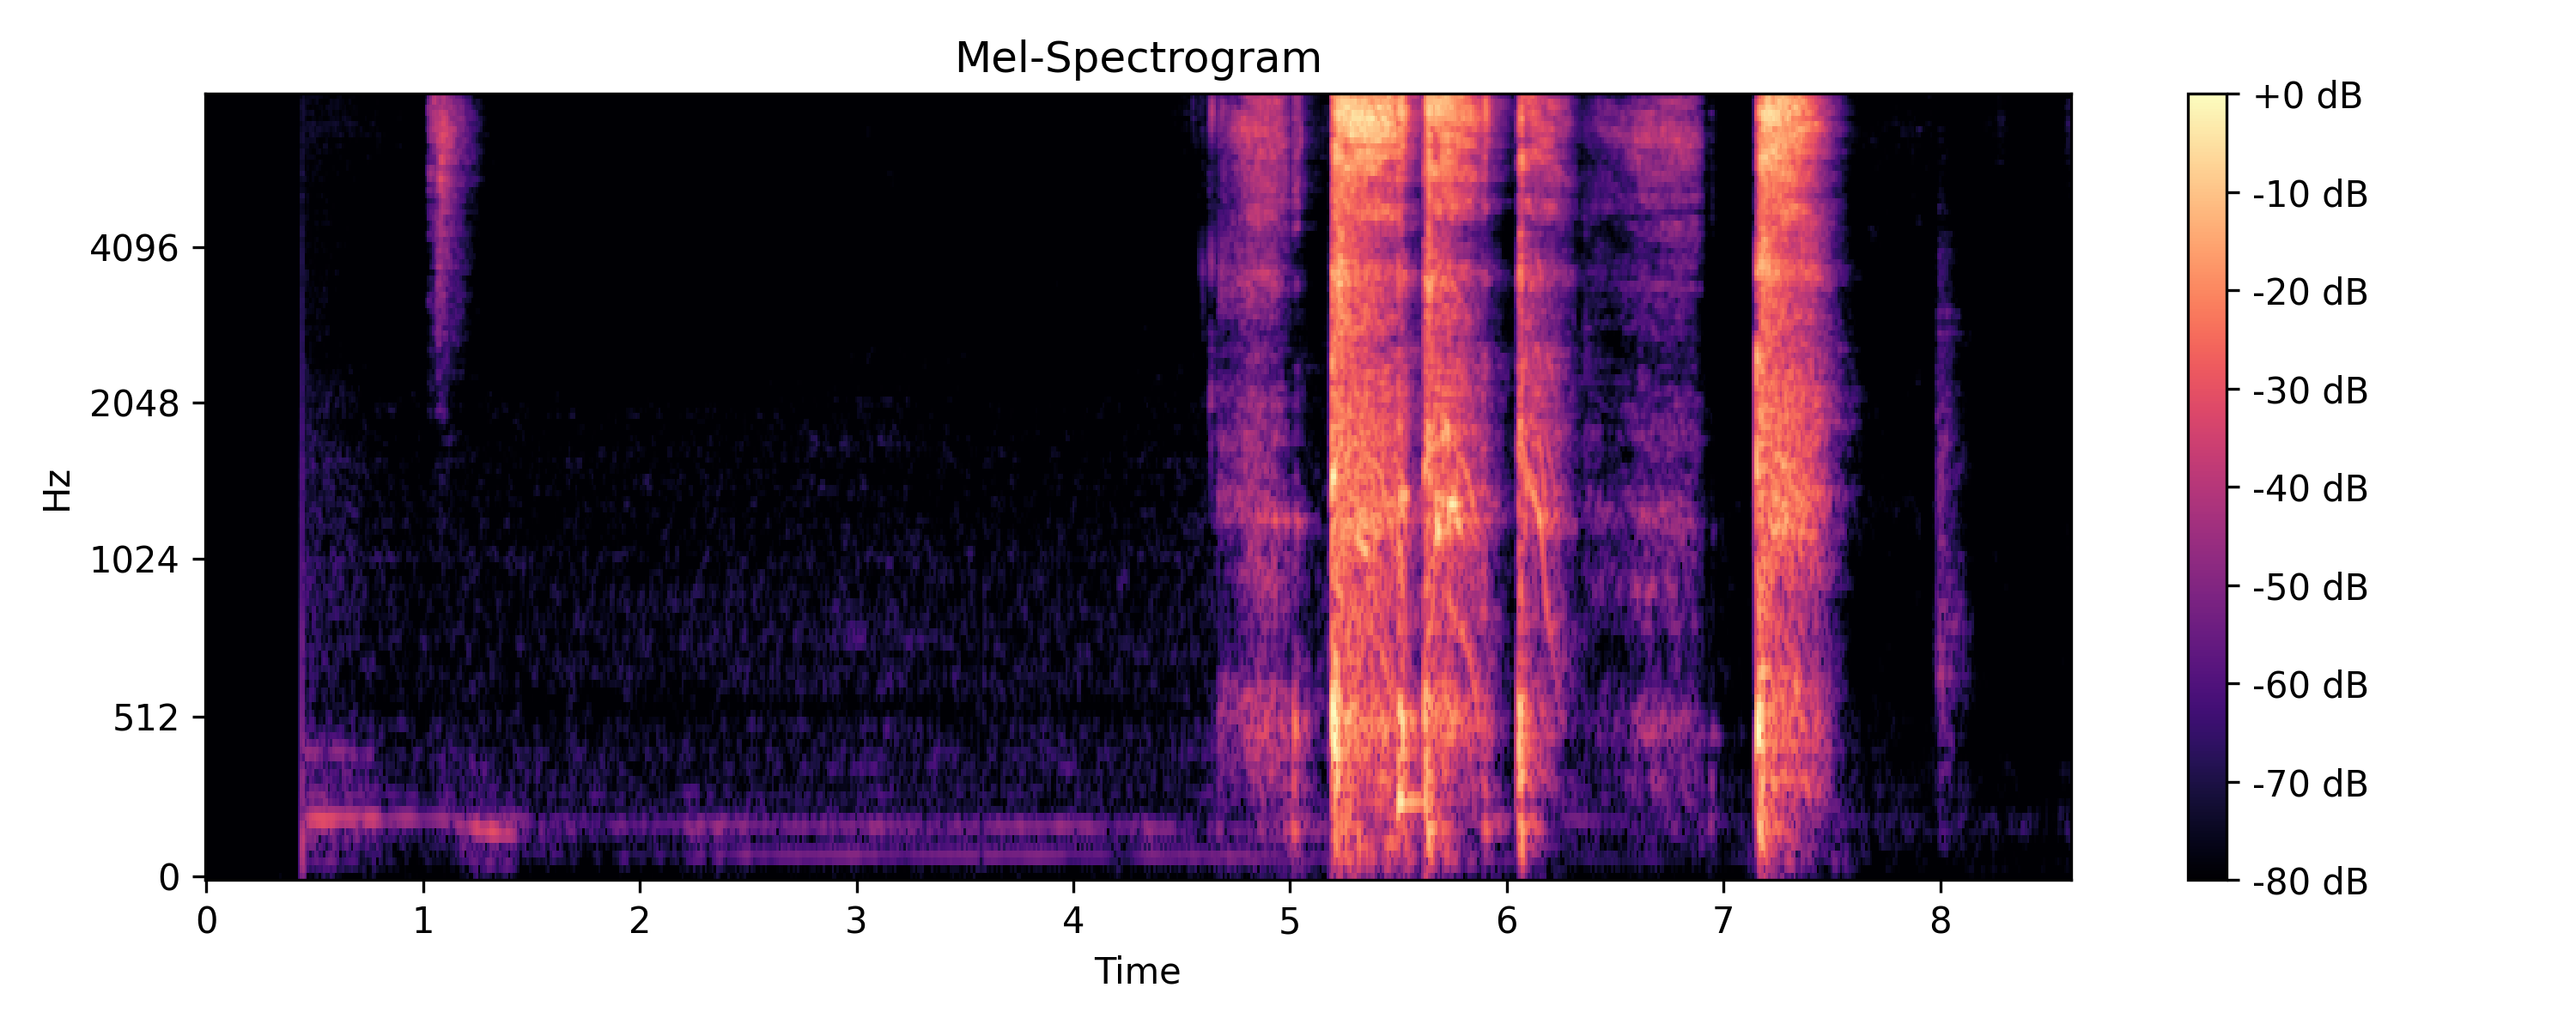 Mel-Spectrogram
+0 dB
-10 dB
-20 dB
-30 dB
-40 dB
-50 dB
-60 dB
-70 dB
-80 dB
Hz
4096
2048
1024
512
0
0 1 2 3 4 5 6 7 8
Time